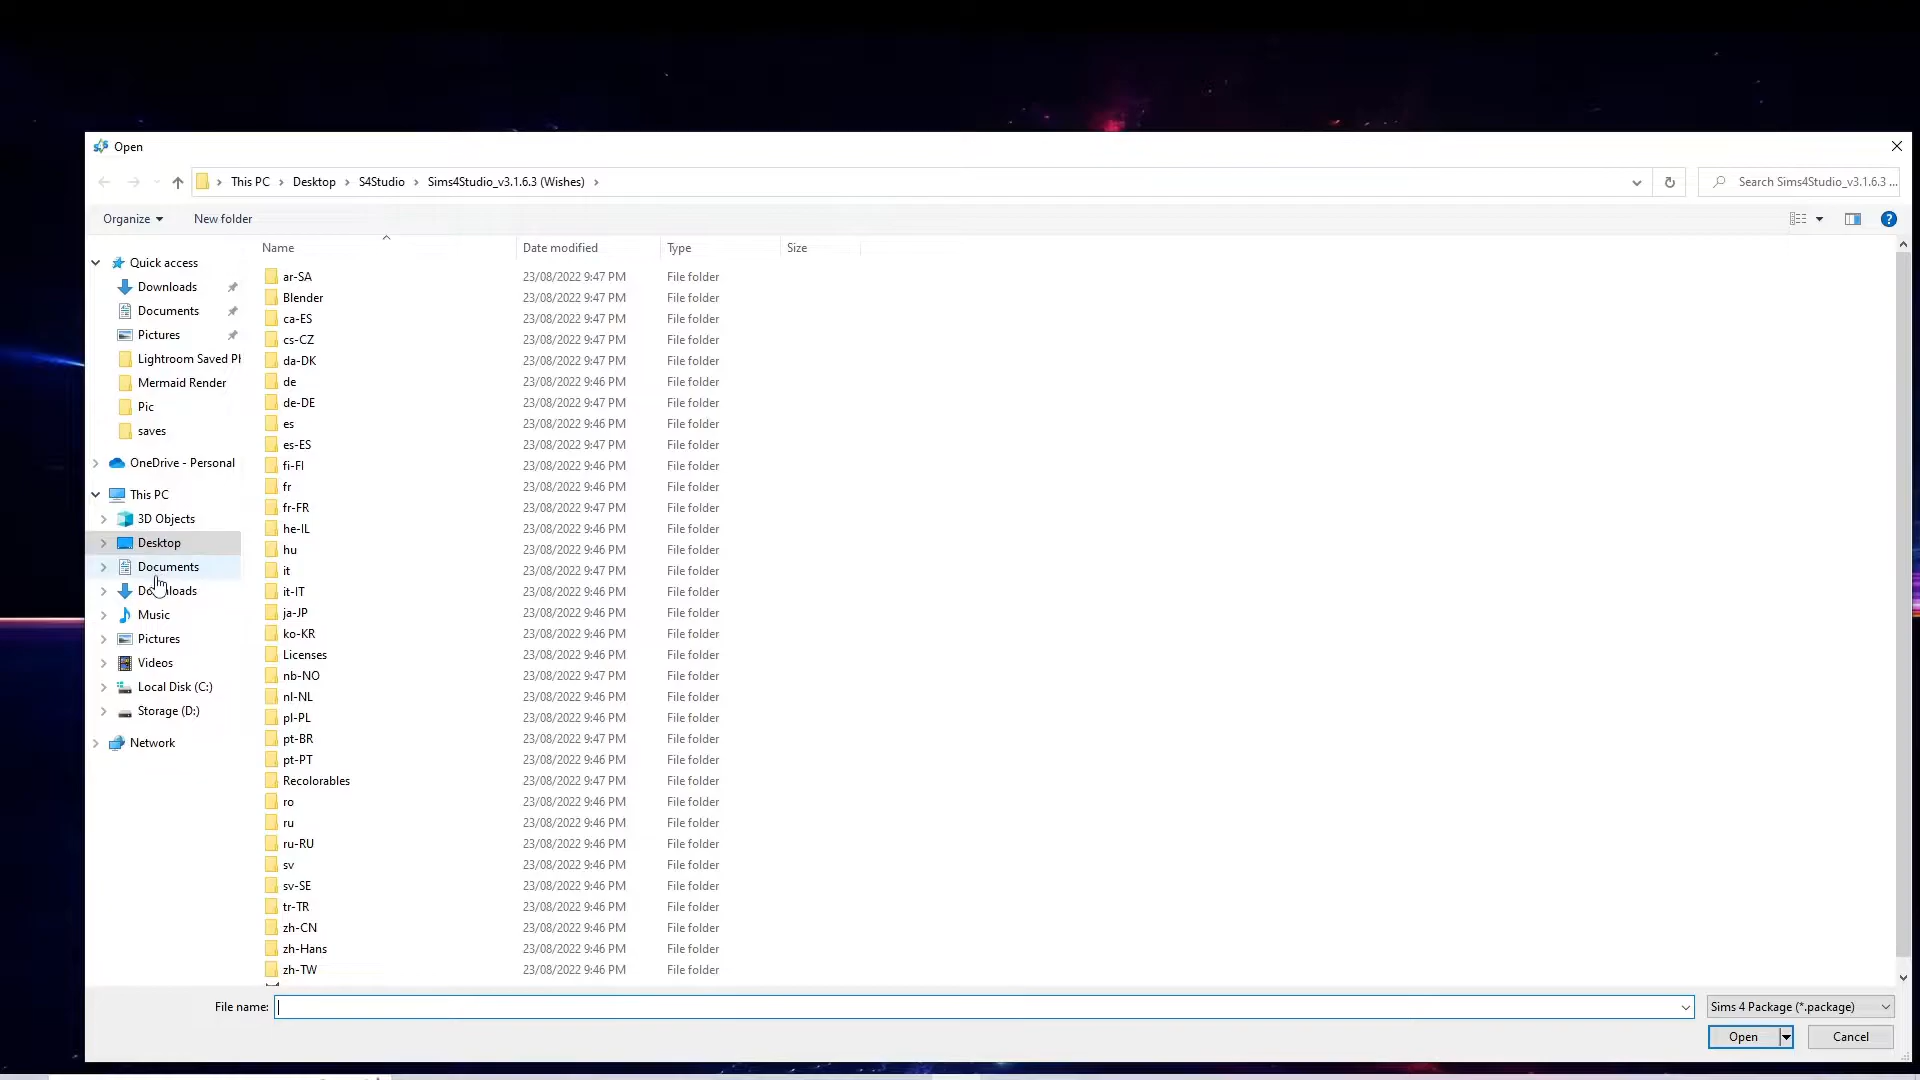 Open
This PC > Desktop > S4Studio > Sims4Studio_v3.1.6.3 (Wishes) >
Search Sims4Studio_v3.1.6.3 ...
Organize
New folder
Name Date modified Type Size
Quick access
Downloads
Documents
Pictures
Lightroom Saved Pl
Mermaid Render
Pic
saves
OneDrive - Personal
This PC
3D Objects
Desktop
Documents
Downloads
Music
Pictures
Videos
Local Disk (C:)
Storage (D:)
Network
ar-SA 23/08/2022 9:47 PM File folder
Blender 23/08/2022 9:47 PM File folder
ca-ES 23/08/2022 9:47 PM File folder
cs-CZ 23/08/2022 9:47 PM File folder
da-DK 23/08/2022 9:47 PM File folder
de 23/08/2022 9:46 PM File folder
de-DE 23/08/2022 9:47 PM File folder
es 23/08/2022 9:46 PM File folder
es-ES 23/08/2022 9:47 PM File folder
fi-FI 23/08/2022 9:46 PM File folder
fr 23/08/2022 9:46 PM File folder
fr-FR 23/08/2022 9:47 PM File folder
he-IL 23/08/2022 9:46 PM File folder
hu 23/08/2022 9:46 PM File folder
it 23/08/2022 9:46 PM File folder
it-IT 23/08/2022 9:47 PM File folder
ja-JP 23/08/2022 9:46 PM File folder
ko-KR 23/08/2022 9:46 PM File folder
Licenses 23/08/2022 9:46 PM File folder
nb-NO 23/08/2022 9:47 PM File folder
nl-NL 23/08/2022 9:46 PM File folder
pl-PL 23/08/2022 9:46 PM File folder
pt-BR 23/08/2022 9:47 PM File folder
pt-PT 23/08/2022 9:46 PM File folder
Recolorables 23/08/2022 9:47 PM File folder
ro 23/08/2022 9:46 PM File folder
ru 23/08/2022 9:46 PM File folder
ru-RU 23/08/2022 9:46 PM File folder
sv 23/08/2022 9:46 PM File folder
sv-SE 23/08/2022 9:46 PM File folder
tr-TR 23/08/2022 9:46 PM File folder
zh-CN 23/08/2022 9:46 PM File folder
zh-Hans 23/08/2022 9:46 PM File folder
zh-TW 23/08/2022 9:46 PM File folder
File name:
Sims 4 Package (*.package)
Open
Cancel